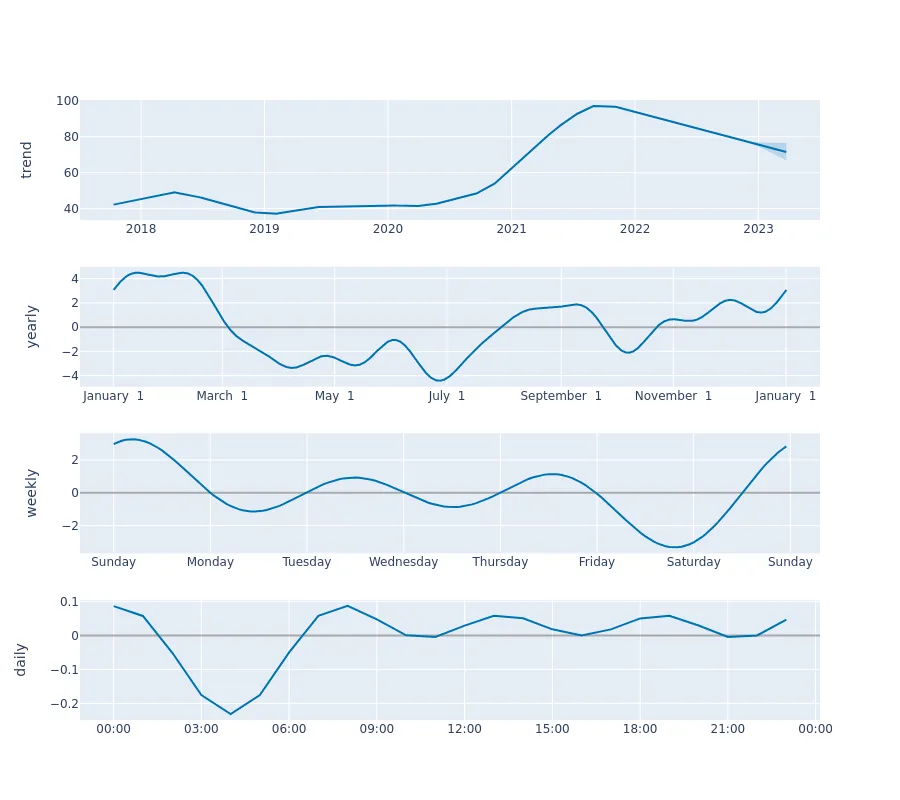 trend
100
80
60
40
2018 2019 2020 2021 2022 2023
yearly
4
2
0
−2
−4
January 1 March 1 May 1 July 1 September 1 November 1 January 1
weekly
2
0
−2
Sunday Monday Tuesday Wednesday Thursday Friday Saturday Sunday
daily
0.1
0
−0.1
−0.2
00:00 03:00 06:00 09:00 12:00 15:00 18:00 21:00 00:00